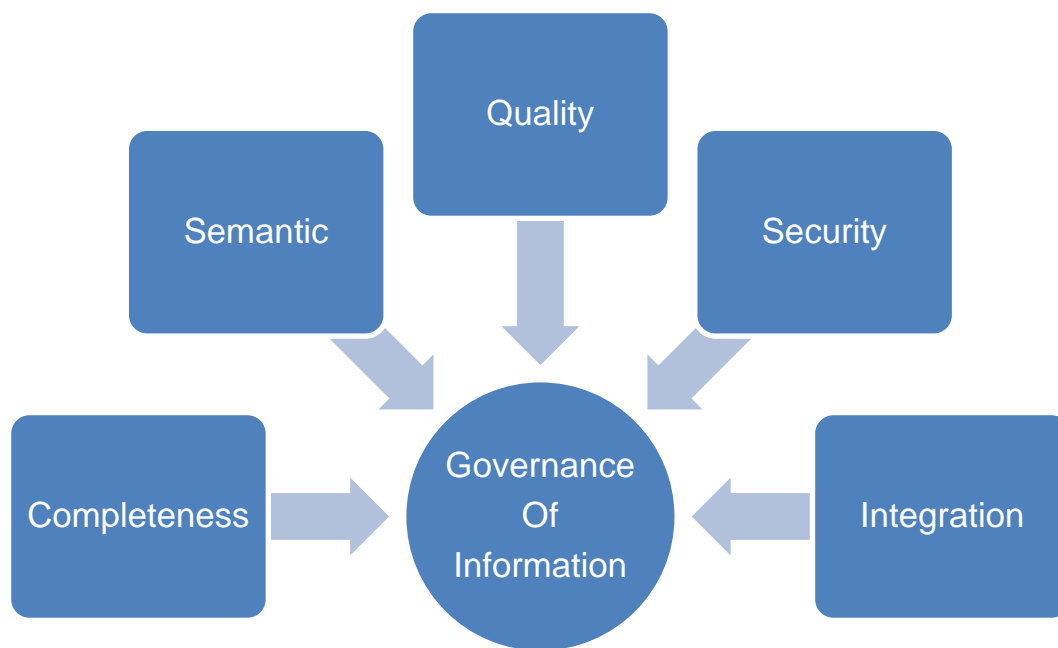 Quality
Semantic
Security
Completeness
Governance
Of
Information
Integration